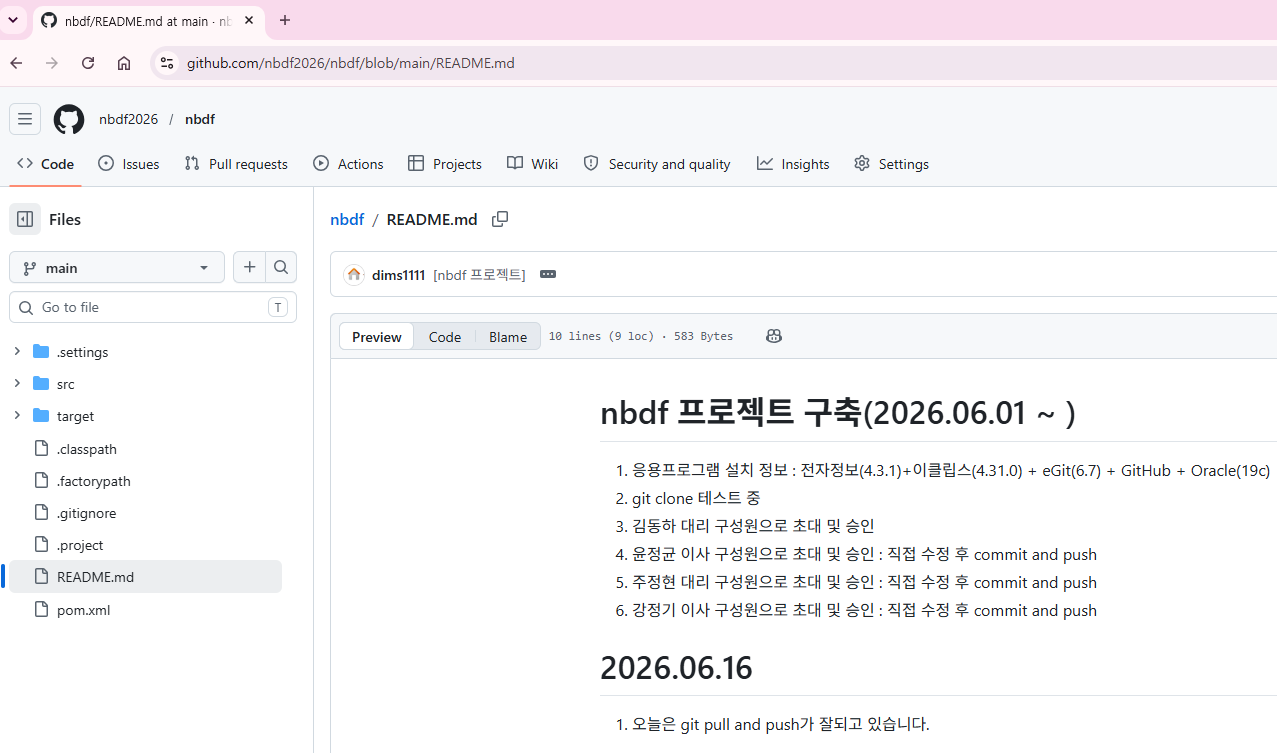 nbdf/README.md at main · nb
github.com/nbdf2026/nbdf/blob/main/README.md
nbdf2026 / nbdf
Code Issues Pull requests Actions Projects Wiki Security and quality Insights Settings
Files
nbdf / README.md
main
dims1111 [nbdf 프로젝트]
Go to file T
Preview Code Blame 10 lines (9 loc) · 583 Bytes
.settings
src
target
.classpath
.factorypath
.gitignore
.project
README.md
pom.xml
nbdf 프로젝트 구축(2026.06.01 ~ )
1. 응용프로그램 설치 정보 : 전자정보(4.3.1)+이클립스(4.31.0) + eGit(6.7) + GitHub + Oracle(19c)
2. git clone 테스트 중
3. 김동하 대리 구성원으로 초대 및 승인
4. 윤정균 이사 구성원으로 초대 및 승인 : 직접 수정 후 commit and push
5. 주정현 대리 구성원으로 초대 및 승인 : 직접 수정 후 commit and push
6. 강정기 이사 구성원으로 초대 및 승인 : 직접 수정 후 commit and push
2026.06.16
1. 오늘은 git pull and push가 잘되고 있습니다.